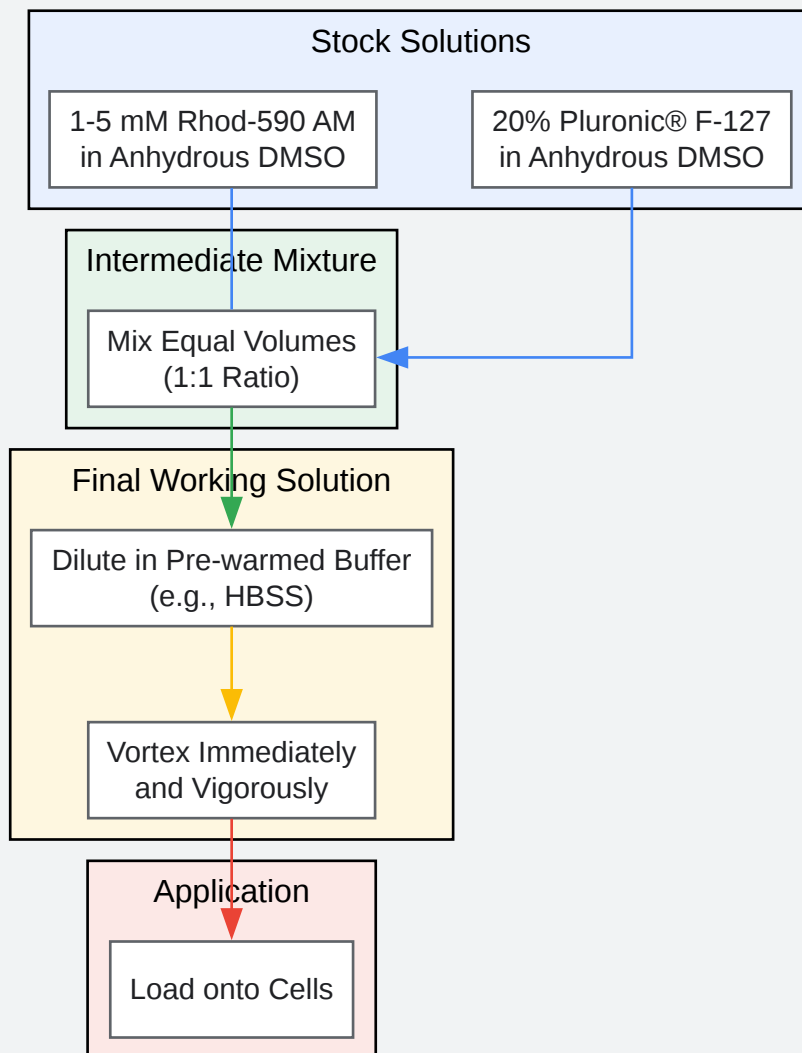 Stock Solutions
1-5 mM Rhod-590 AM
in Anhydrous DMSO
20% Pluronic® F-127
in Anhydrous DMSO
Intermediate Mixture
Mix Equal Volumes
(1:1 Ratio)
Final Working Solution
Dilute in Pre-warmed Buffer
(e.g., HBSS)
Vortex Immediately
and Vigorously
Application
Load onto Cells